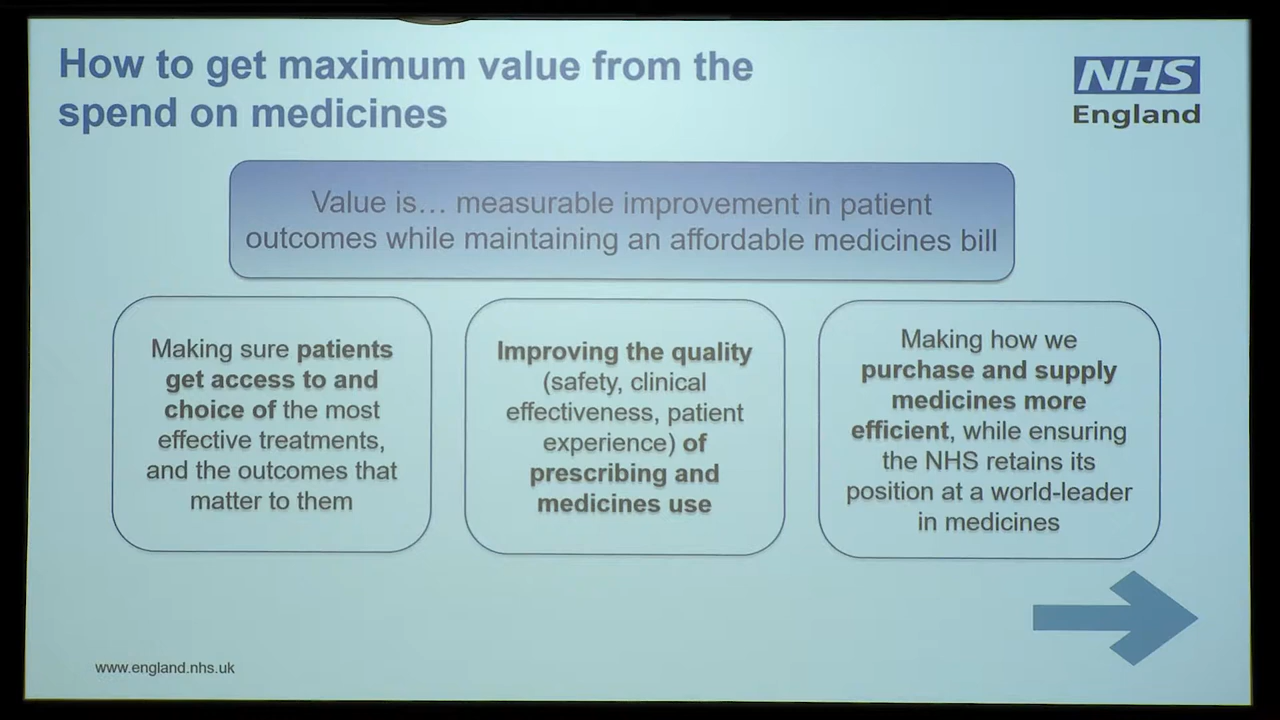 How to get maximum value from the
spend on medicines
NHS
England
Value is... measurable improvement in patient
outcomes while maintaining an affordable medicines bill
Making sure patients
get access to and
choice of the most
effective treatments,
and the outcomes that
matter to them
Improving the quality
(safety, clinical
effectiveness, patient
experience) of
prescribing and
medicines use
Making how we
purchase and supply
medicines more
efficient, while ensuring
the NHS retains its
position at a world-leader
in medicines
www.england.nhs.uk